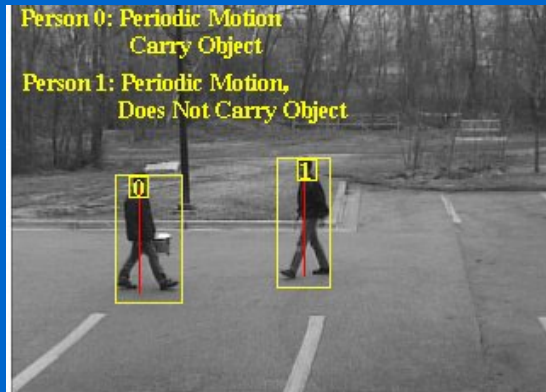 Person 0: Periodic Motion
Carry Object
Person 1: Periodic Motion,
Does Not Carry Object
0
1